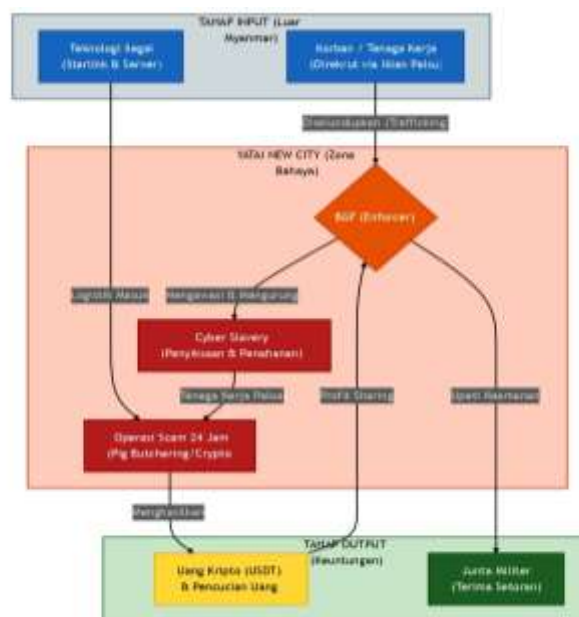 TAHAP INPUT (Luar
Myanmar)
Teknologi Ilegal
(Starlink & Server)
Korban / Tenaga Kerja
(Direkrut via Iklan Palsu)
Diselundupkan (Trafficking
YATAI NEW CITY (Zona
Bahaya)
BGF (Enforcer)
Logistik Masuk
Mengawasi & Mengurung
Cyber Slavery
(Penyiksaan & Penahanan)
Tenaga Kerja Paksa
Profit Sharing
Upeti Keamanan
Operasi Scam 24 Jam
(Pig Butchering/Crypto
Menghasilkan
TAHAP OUTPUT
(Keuntungan)
Uang Kripto (USDT)
& Pencucian Uang
Junta Militer
(Terima Setoran)